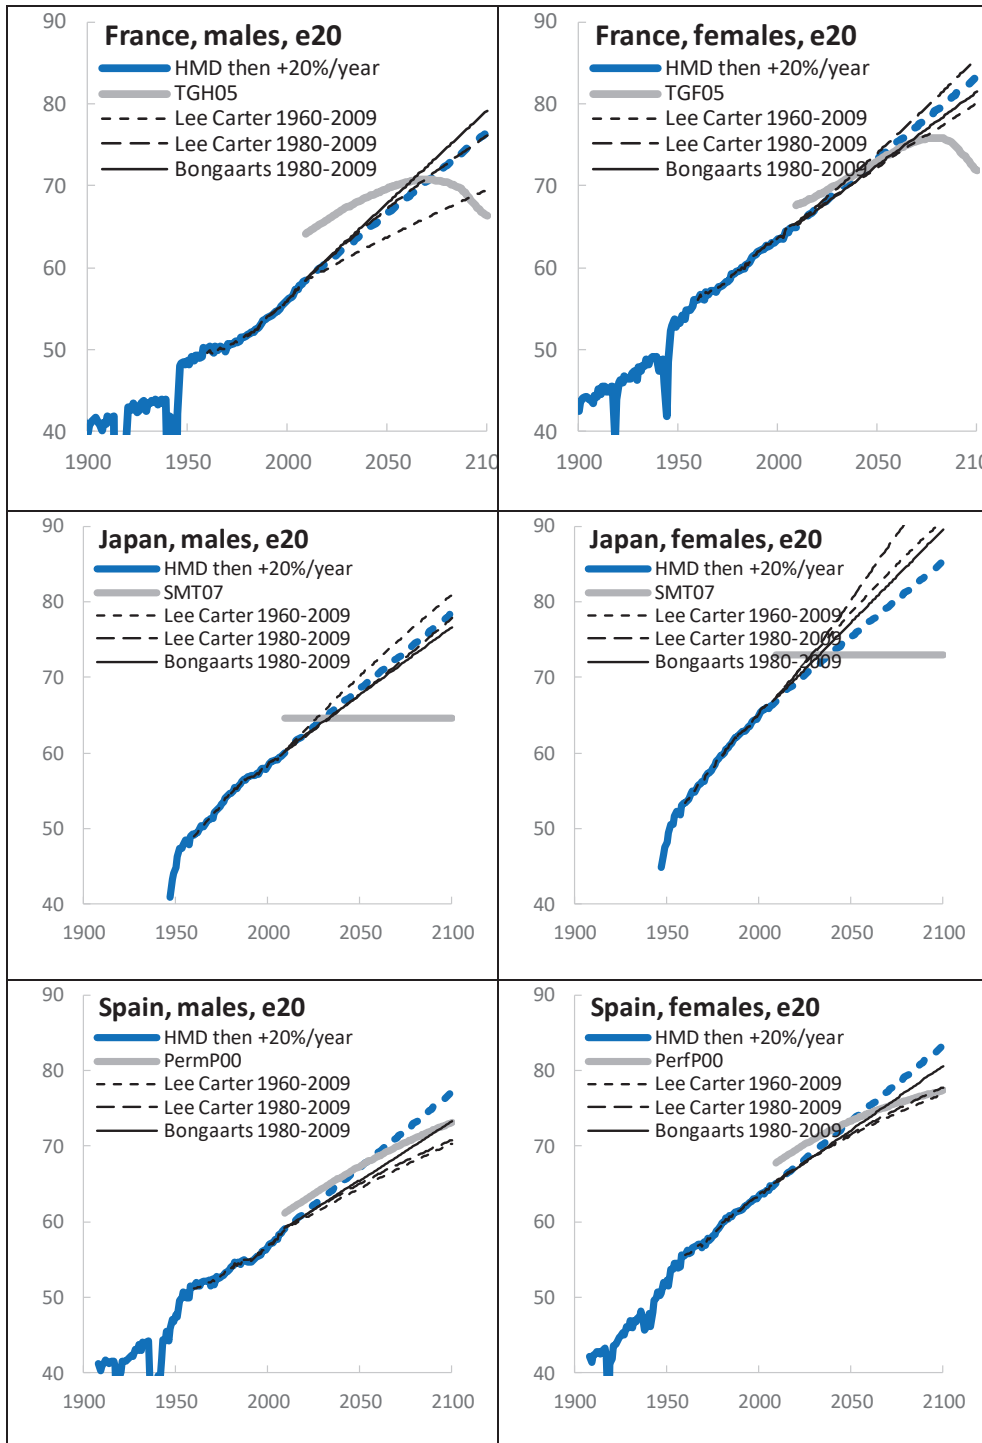 France, males, e20
HMD then +20%/year
TGH05
Lee Carter 1960-2009
Lee Carter 1980-2009
Bongaarts 1980-2009
90
80
70
60
50
40
1900
1950
2000
2050
210
France, females, e20
HMD then +20%/year
TGF05
Lee Carter 1960-2009
Lee Carter 1980-2009
Bongaarts 1980-2009
90
80
70
60
50
40
1900
1950
2000
2050
210
Japan, males, e20
HMD then +20%/year
SMT07
Lee Carter 1960-2009
Lee Carter 1980-2009
Bongaarts 1980-2009
90
80
70
60
50
40
1900
1950
2000
2050
2100
Japan, females, e20
HMD then +20%/year
SMT07
Lee Carter 1960-2009
Lee Carter 1980-2009
Bongaarts 1980-2009
90
80
70
60
50
40
1900
1950
2000
2050
2100
Spain, males, e20
HMD then +20%/year
PermP00
Lee Carter 1960-2009
Lee Carter 1980-2009
Bongaarts 1980-2009
90
80
70
60
50
40
1900
1950
2000
2050
2100
Spain, females, e20
HMD then +20%/year
PerfP00
Lee Carter 1960-2009
Lee Carter 1980-2009
Bongaarts 1980-2009
90
80
70
60
50
40
1900
1950
2000
2050
2100